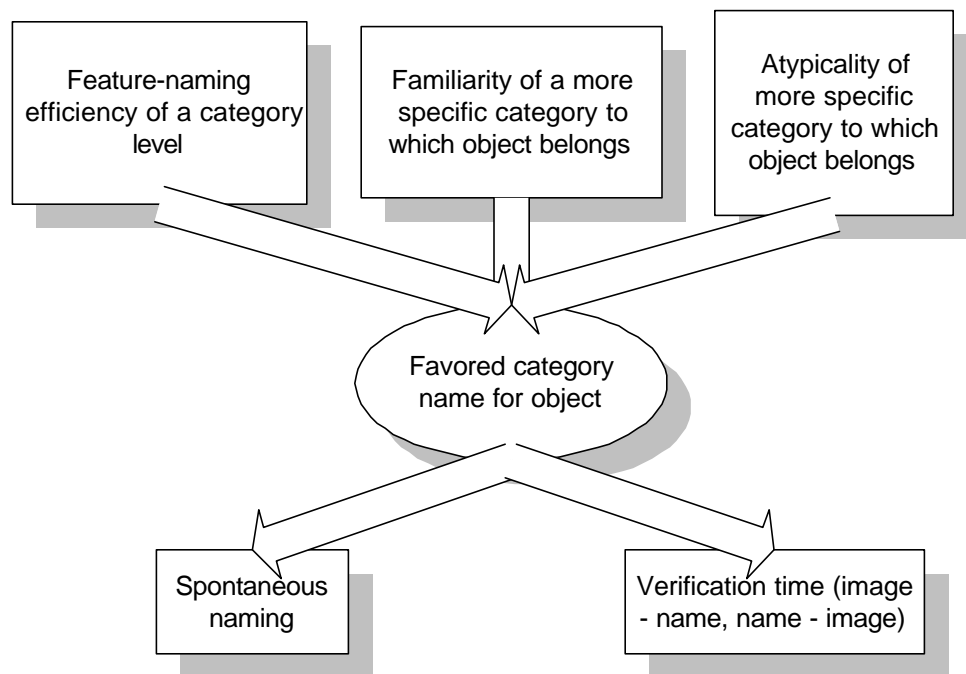 Feature-naming
efficiency of a category
level
Familiarity of a more
specific category to
which object belongs
Atypicality of
more specific
category to which
object belongs
Favored category
name for object
Spontaneous
naming
Verification time (image
- name, name - image)